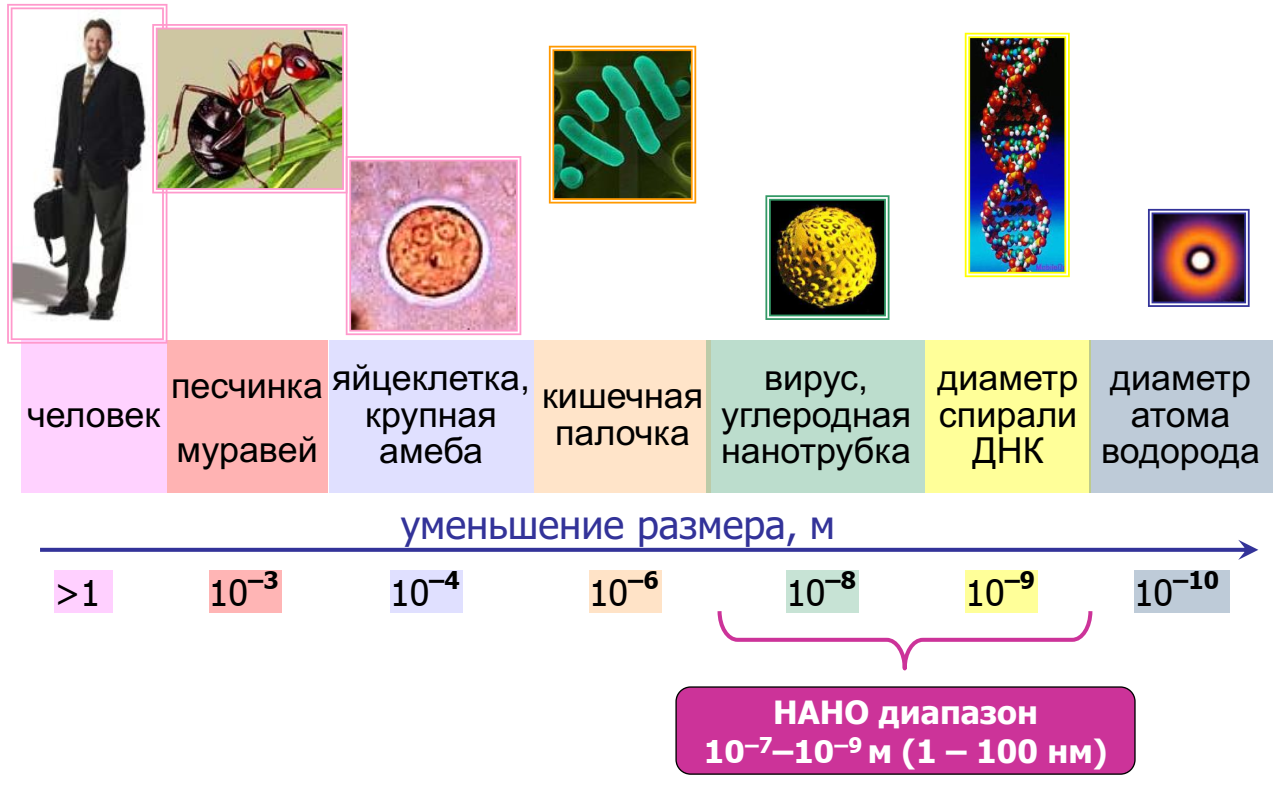 человек
песчинка
муравей
яйцеклетка,
крупная
амеба
кишечная
палочка
вирус,
углеродная
нанотрубка
диаметр
спирали
ДНК
диаметр
атома
водорода
уменьшение размера, м
>1
10⁻³
10⁻⁴
10⁻⁶
10⁻⁸
10⁻⁹
10⁻¹⁰
НАНО диапазон
10⁻⁷–10⁻⁹ м (1 – 100 нм)